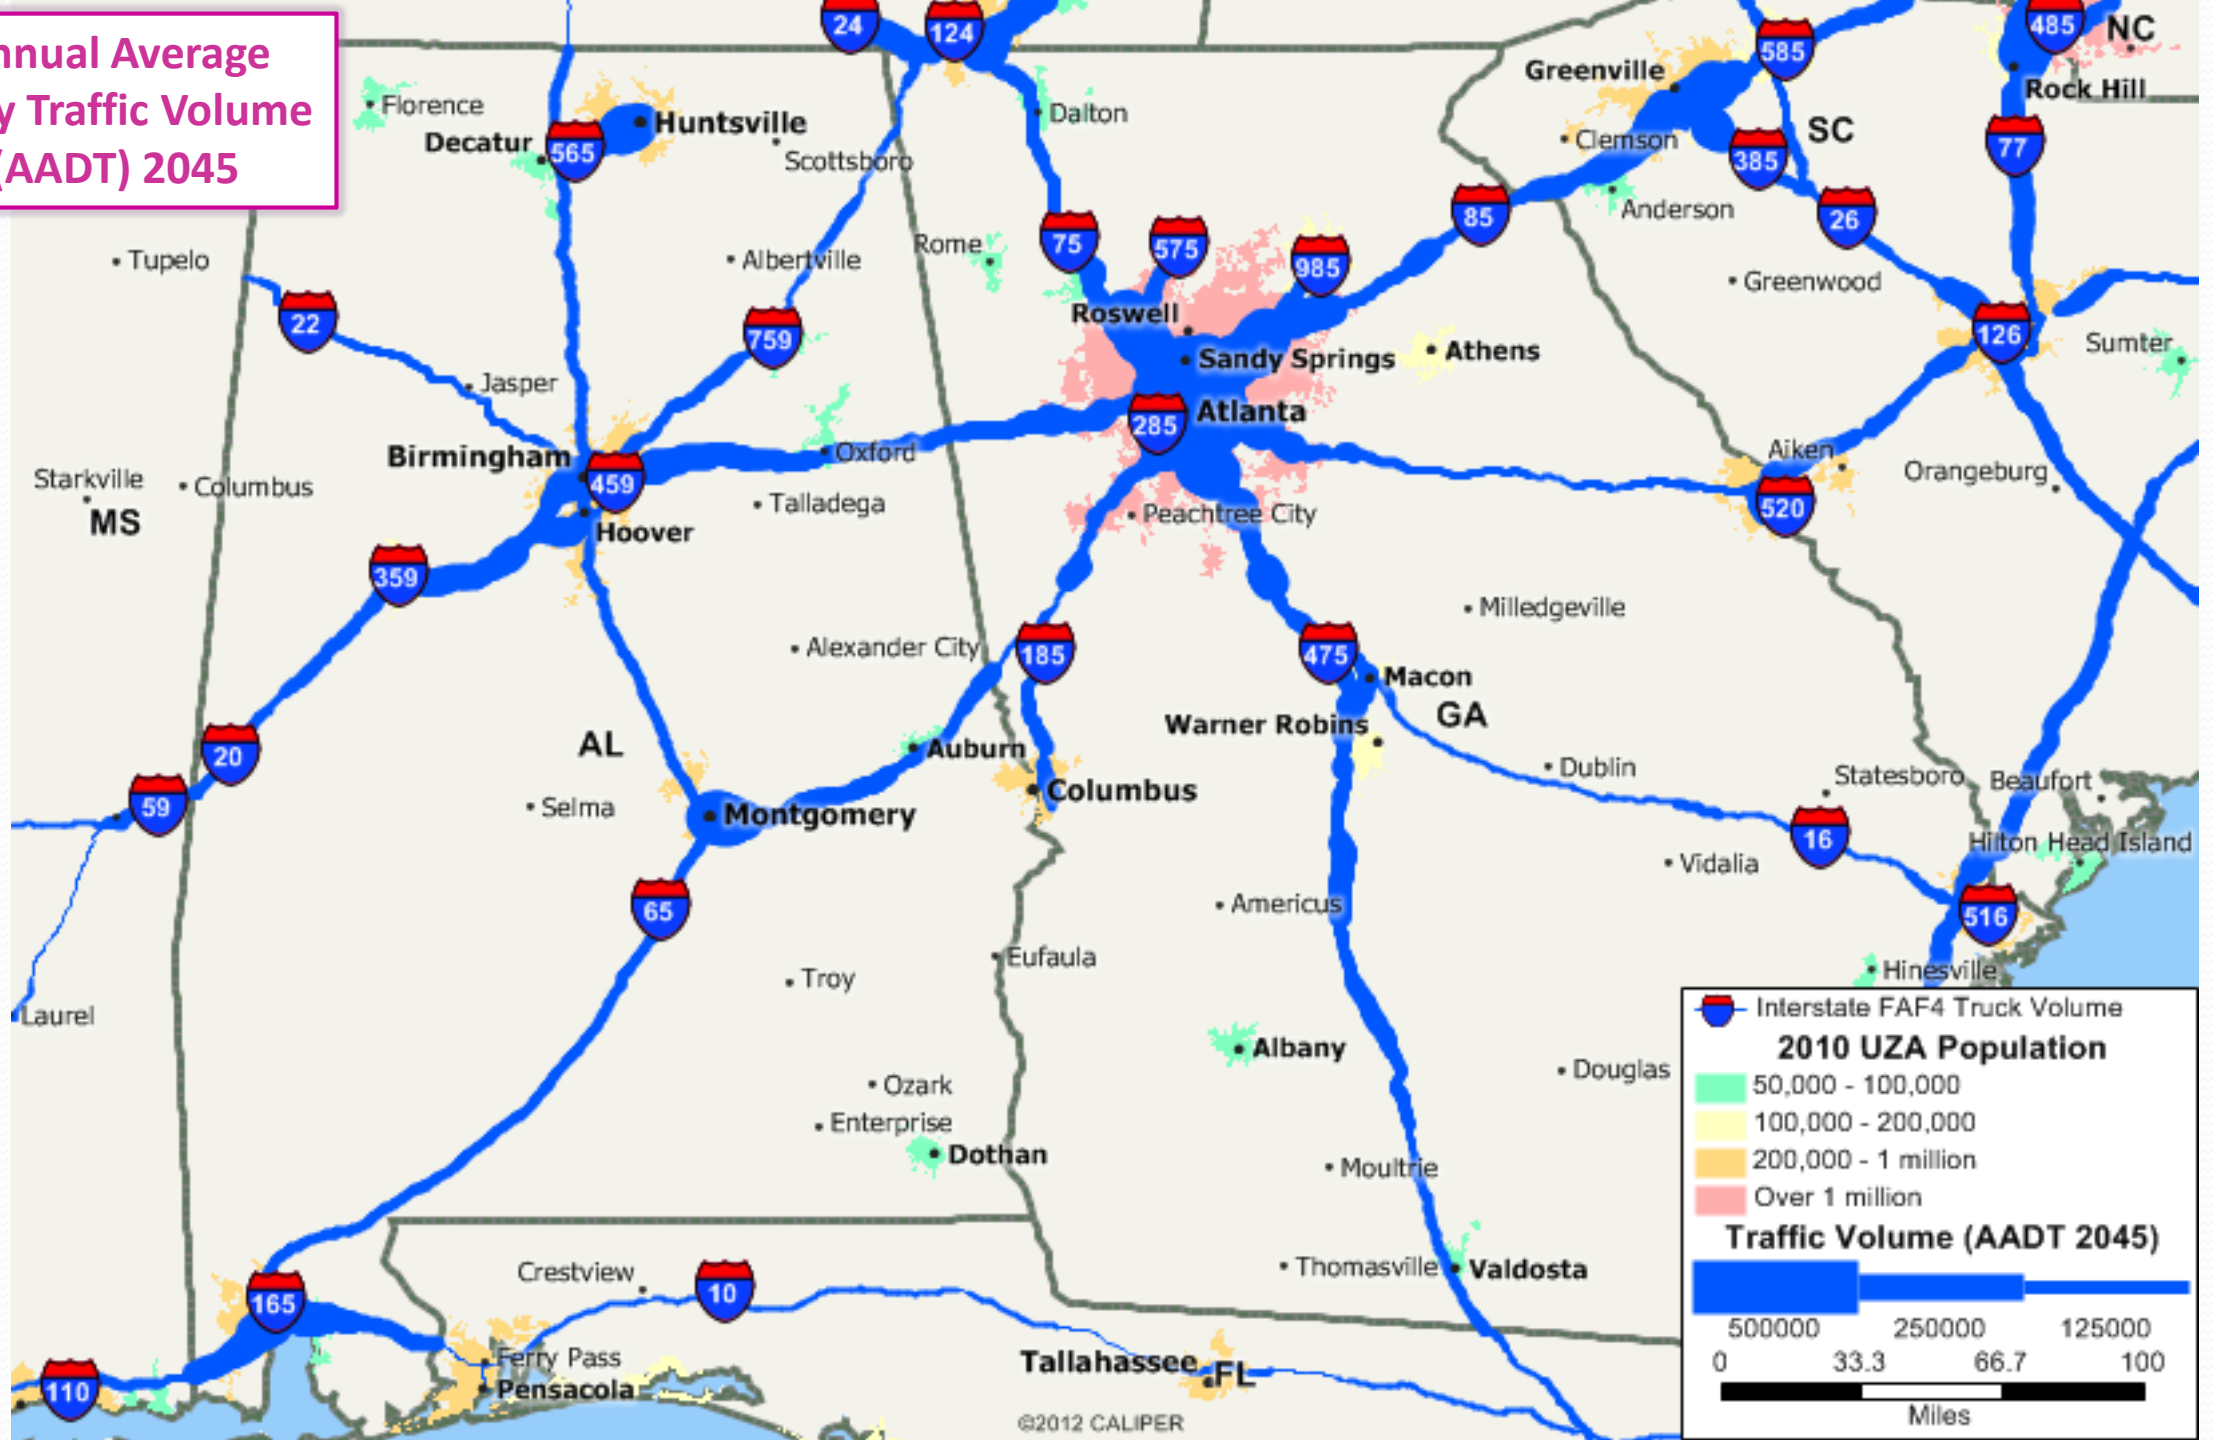 nnual Average
y Traffic Volume
(AADT) 2045
24
124
485
NC
585
Greenville
Rock Hill
Florence
Dalton
Huntsville
Decatur
565
Scottsboro
Clemson
SC
385
77
Anderson
85
26
Tupelo
Albertville
Rome
75
575
985
Greenwood
22
759
Roswell
126
Sumter
Sandy Springs
Athens
Jasper
285
Atlanta
Birmingham
459
Oxford
Aiken
Orangeburg
Starkville
Columbus
MS
Talladega
Peachtree City
520
Hoover
359
Milledgeville
Alexander City
185
475
Macon
Warner Robins
GA
20
AL
Auburn
Dublin
Statesboro
Beaufort
59
Selma
Montgomery
Columbus
16
Hilton Head Island
Vidalia
65
Americus
516
Eufaula
Troy
Hinesville
Laurel
Albany
Douglas
Ozark
Enterprise
Dothan
Moultrie
Crestview
10
Thomasville
Valdosta
165
Ferry Pass
Pensacola
110
Tallahassee
FL
©2012 CALIPER
Interstate FAF4 Truck Volume
2010 UZA Population
50,000 - 100,000
100,000 - 200,000
200,000 - 1 million
Over 1 million
Traffic Volume (AADT 2045)
500000 250000 125000
0 33.3 66.7 100
Miles